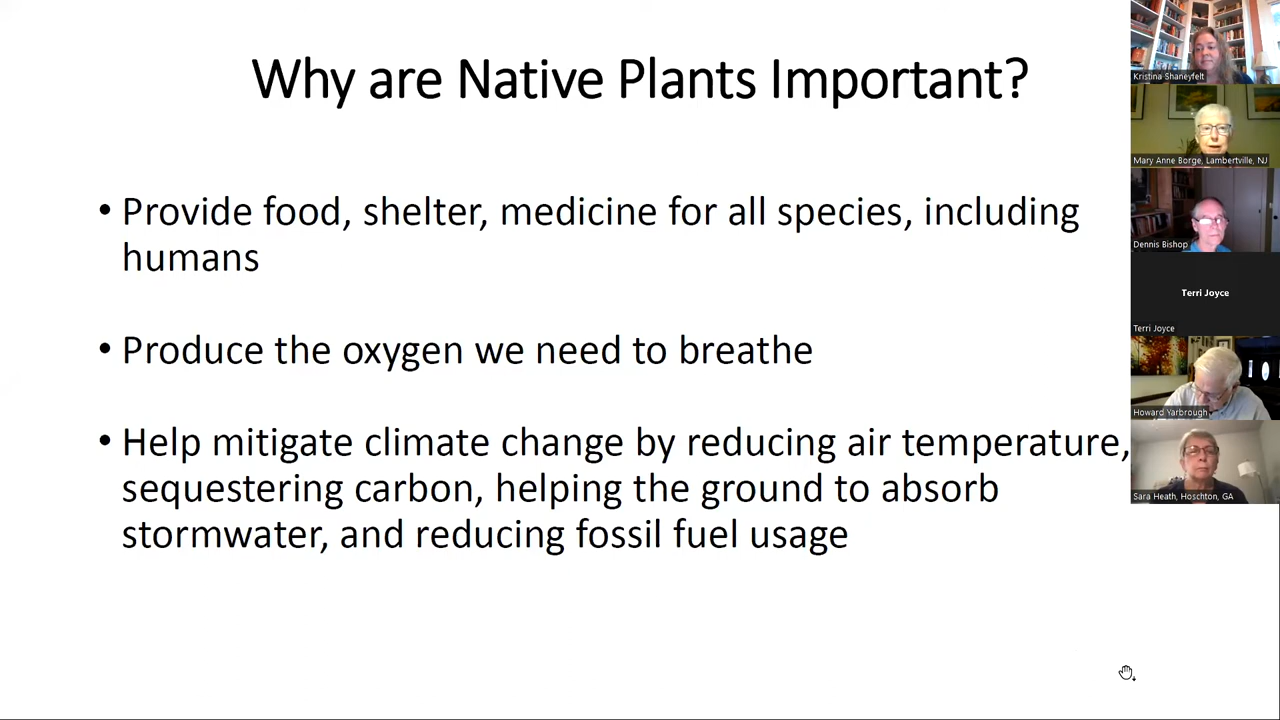 Why are Native Plants Important?
• Provide food, shelter, medicine for all species, including
humans
• Produce the oxygen we need to breathe
• Help mitigate climate change by reducing air temperature,
sequestering carbon, helping the ground to absorb
stormwater, and reducing fossil fuel usage
Kristina Shaneyfelt
Mary Anne Borge, Lambertville, NJ
Dennis Bishop
Terri Joyce
Terri Joyce
Howard Yarbrough
Sara Heath, Hoschton, GA